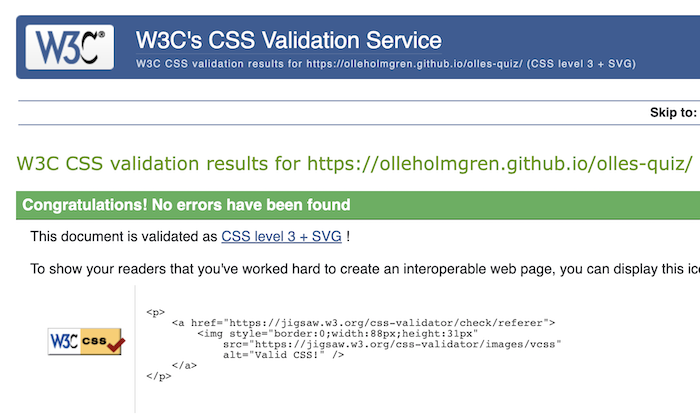 W3C®
W3C's CSS Validation Service
W3C CSS validation results for https://olleholmgren.github.io/olles-quiz/ (CSS level 3 + SVG)
Skip to:
W3C CSS validation results for https://olleholmgren.github.io/olles-quiz/
Congratulations! No errors have been found
This document is validated as CSS level 3 + SVG !
To show your readers that you've worked hard to create an interoperable web page, you can display this
W3C css
<p>
<a href="https://jigsaw.w3.org/css-validator/check/referer">
<img style="border:0;width:88px;height:31px"
src="https://jigsaw.w3.org/css-validator/images/vcss"
alt="Valid CSS!" />
</a>
</p>